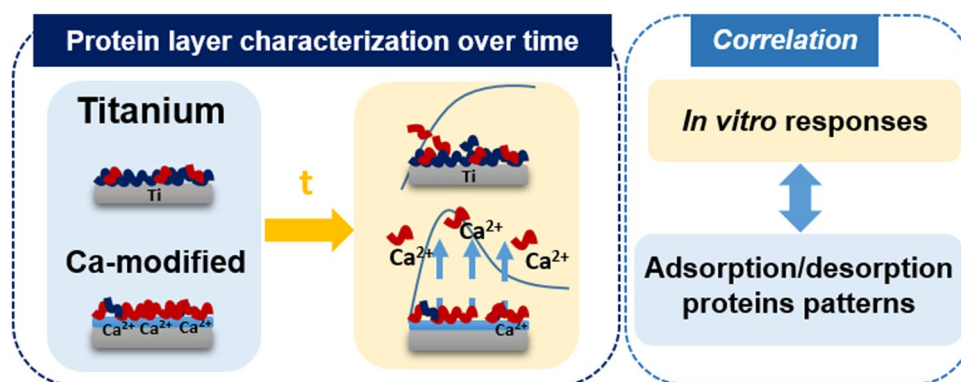 Protein layer characterization over time
Titanium
Ti
Ca-modified
Ca²⁺ Ca²⁺ Ca²⁺
t
Ti
Ca²⁺
Ca²⁺
Ca²⁺
Ca²⁺
Correlation
In vitro responses
Adsorption/desorption
proteins patterns